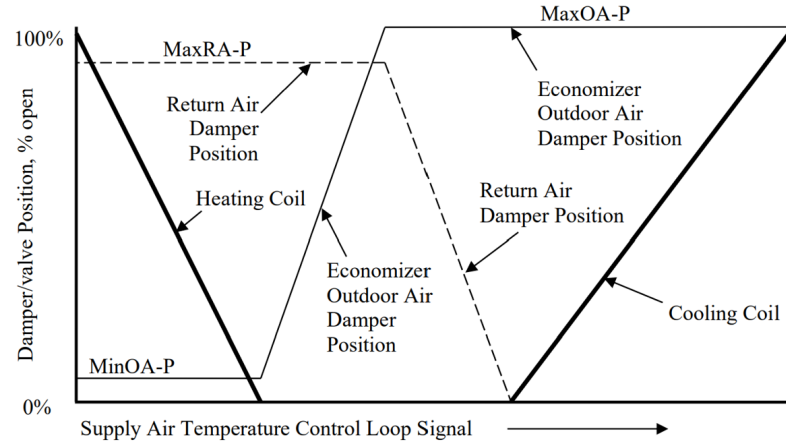 MaxOA-P
100%
MaxRA-P
Economizer
Outdoor Air
Damper Position
Return Air
Damper
Position
Return Air
Damper Position
Heating Coil
Economizer
Outdoor Air
Damper
Position
Cooling Coil
Damper/valve Position, % open
MinOA-P
0%
Supply Air Temperature Control Loop Signal